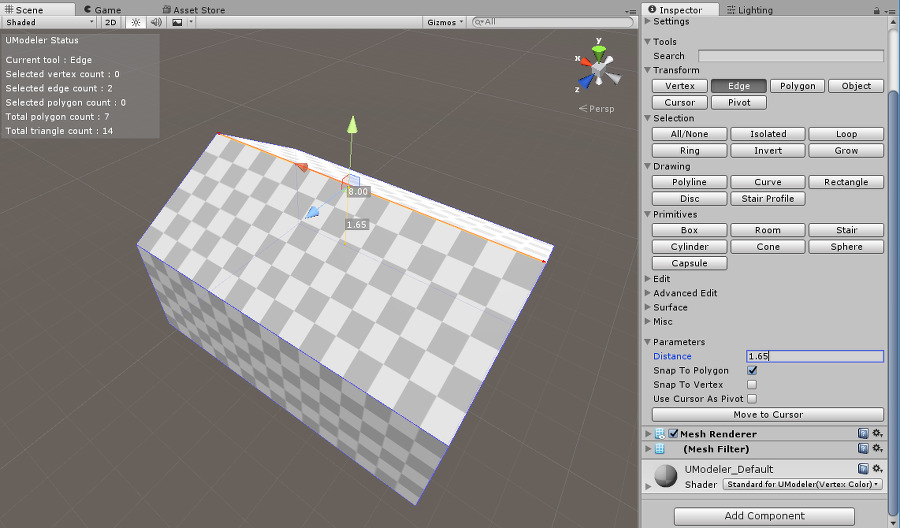 Scene Game Asset Store
Shaded 2D Gizmos All
UModeler Status
Current tool : Edge
Selected vertex count : 0
Selected edge count : 2
Selected polygon count : 0
Total polygon count : 7
Total triangle count : 14
y
x
z
Persp
8.00
1.65
Inspector Lighting
Settings
Tools
Search
Transform
Vertex Edge Polygon Object
Cursor Pivot
Selection
All/None Isolated Loop
Ring Invert Grow
Drawing
Polyline Curve Rectangle
Disc Stair Profile
Primitives
Box Room Stair
Cylinder Cone Sphere
Capsule
Edit
Advanced Edit
Surface
Misc
Parameters
Distance 1.65
Snap To Polygon
Snap To Vertex
Use Cursor As Pivot
Move to Cursor
Mesh Renderer
(Mesh Filter)
UModeler_Default
Shader Standard for UModeler(Vertex Color)
Add Component